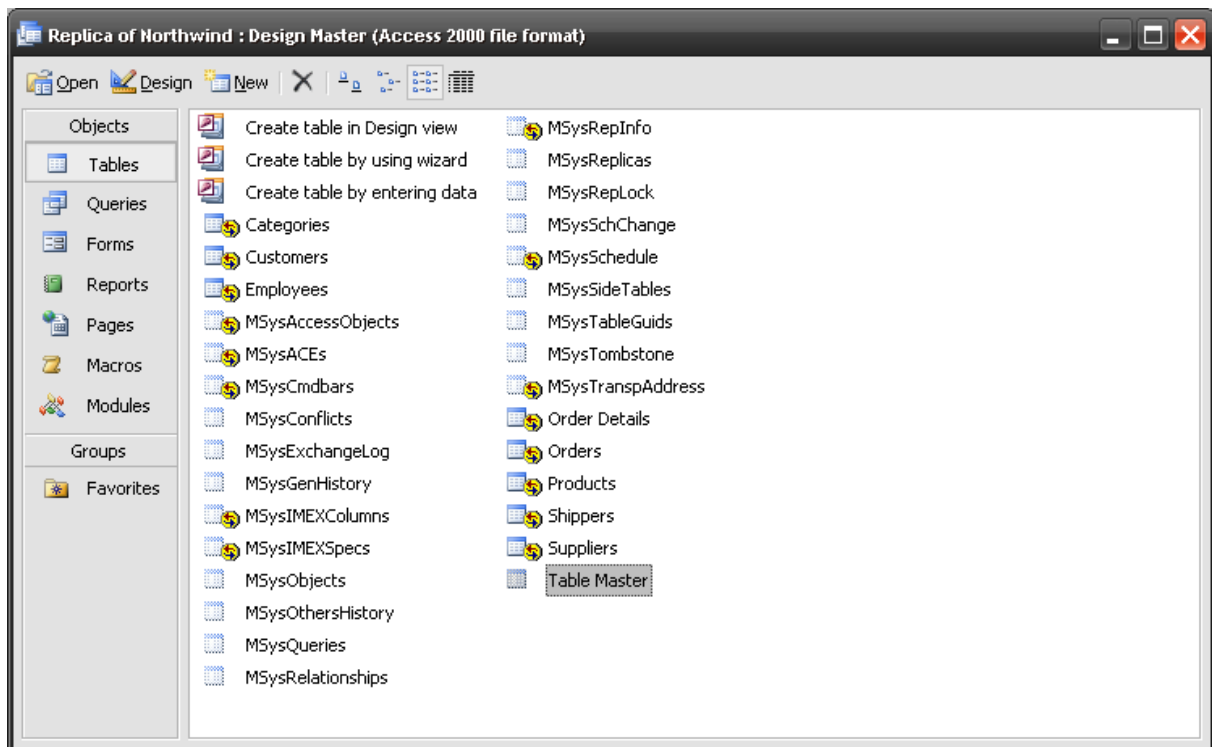 Replica of Northwind : Design Master (Access 2000 file format)
Open Design New
Objects
Tables
Queries
Forms
Reports
Pages
Macros
Modules
Groups
Favorites
Create table in Design view
Create table by using wizard
Create table by entering data
Categories
Customers
Employees
MSysAccessObjects
MSysACEs
MSysCmdbars
MSysConflicts
MSysExchangeLog
MSysGenHistory
MSysIMEXColumns
MSysIMEXSpecs
MSysObjects
MSysOthersHistory
MSysQueries
MSysRelationships
MSysRepInfo
MSysReplicas
MSysRepLock
MSysSchChange
MSysSchedule
MSysSideTables
MSysTableGuids
MSysTombstone
MSysTranspAddress
Order Details
Orders
Products
Shippers
Suppliers
Table Master